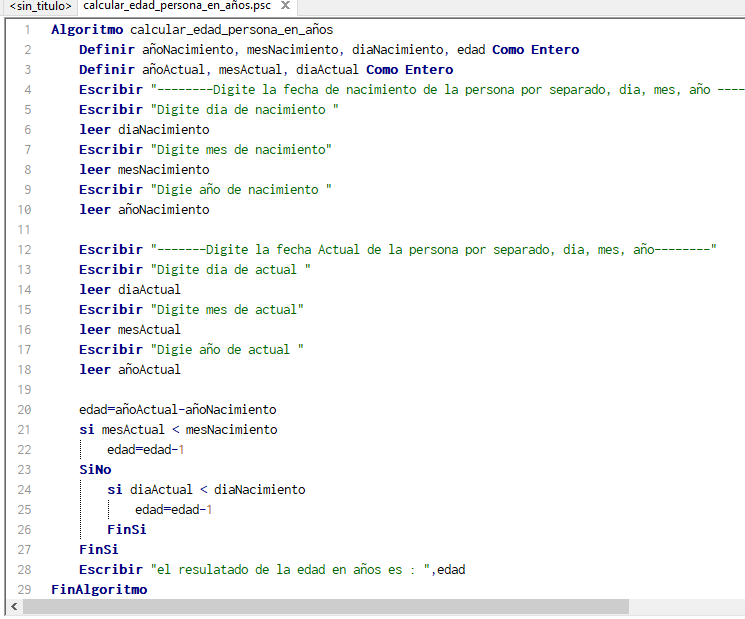 <sin_titulo> calcular_edad_persona_en_años.psc X
1 Algoritmo calcular_edad_persona_en_años
2 Definir añoNacimiento, mesNacimiento, diaNacimiento, edad Como Entero
3 Definir añoActual, mesActual, diaActual Como Entero
4 Escribir "--------Digite la fecha de nacimiento de la persona por separado, dia, mes, año ----
5 Escribir "Digite dia de nacimiento "
6 leer diaNacimiento
7 Escribir "Digite mes de nacimiento"
8 leer mesNacimiento
9 Escribir "Digie año de nacimiento "
10 leer añoNacimiento
11
12 Escribir "-------Digite la fecha Actual de la persona por separado, dia, mes, año--------"
13 Escribir "Digite dia de actual "
14 leer diaActual
15 Escribir "Digite mes de actual"
16 leer mesActual
17 Escribir "Digie año de actual "
18 leer añoActual
19
20 edad=añoActual-añoNacimiento
21 si mesActual < mesNacimiento
22 edad=edad-1
23 SiNo
24 si diaActual < diaNacimiento
25 edad=edad-1
26 FinSi
27 FinSi
28 Escribir "el resulatado de la edad en años es : ",edad
29 FinAlgoritmo